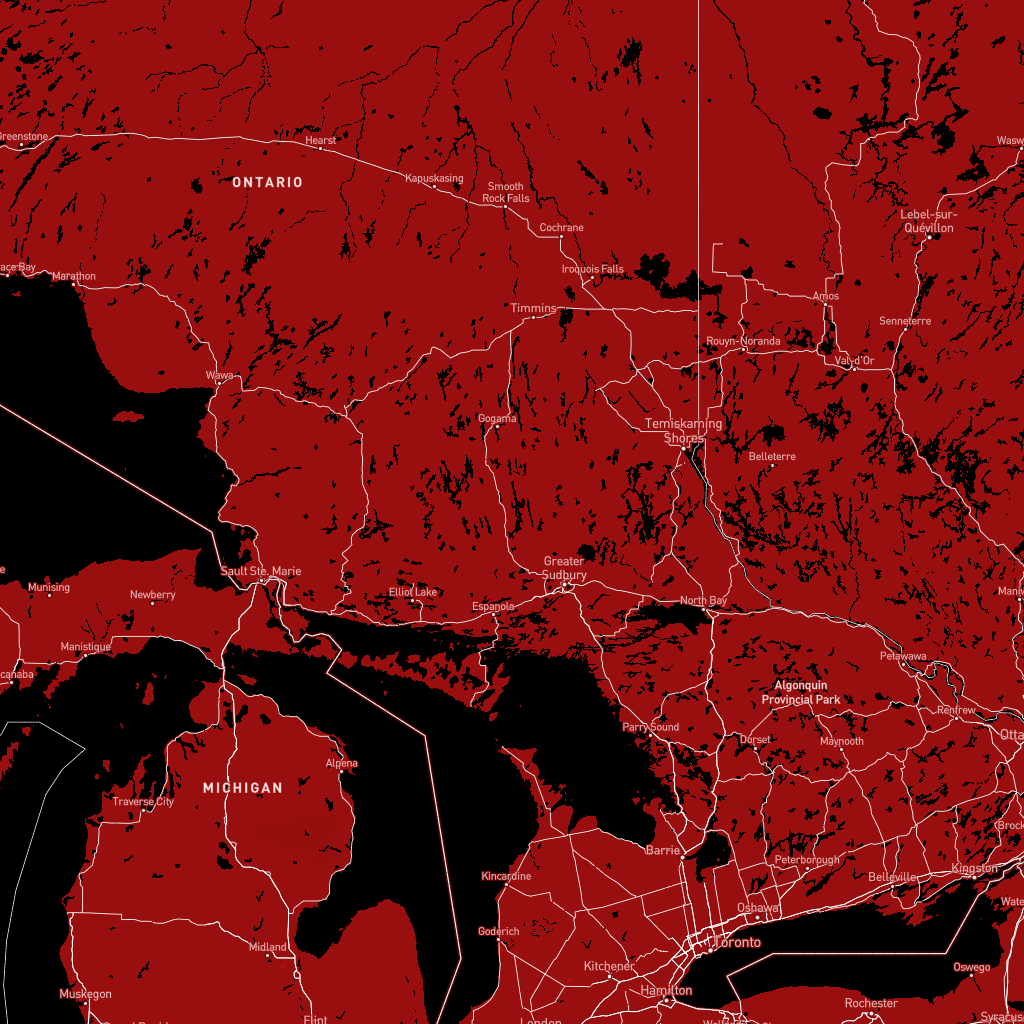 Greenstone
Hearst
Wasw
ONTARIO
Kapuskasing
Smooth
Rock Falls
Lebel-sur-
Quévillon
Cochrane
ace Bay
Marathon
Iroquois Falls
Amos
Timmins
Senneterre
Rouyn-Noranda
Val-d'Or
Wawa
Gogama
Temiskaming
Shores
Belleterre
Sault Ste. Marie
Greater
Sudbury
e
Munising
Newberry
Elliot Lake
Espanola
North Bay
Maniw
Manistique
canaba
Petawawa
Algonquin
Provincial Park
Renfrew
Parry Sound
Dorset
Maynooth
Otta
Alpena
MICHIGAN
Traverse City
(Brock
Barrie
Peterborough
Kincardine
Belleville
Kingston
Oshawa
Wate
Goderich
Toronto
Midland
Kitchener
Oswego
Muskegon
Hamilton
Rochester
Flint
London
Syracuse